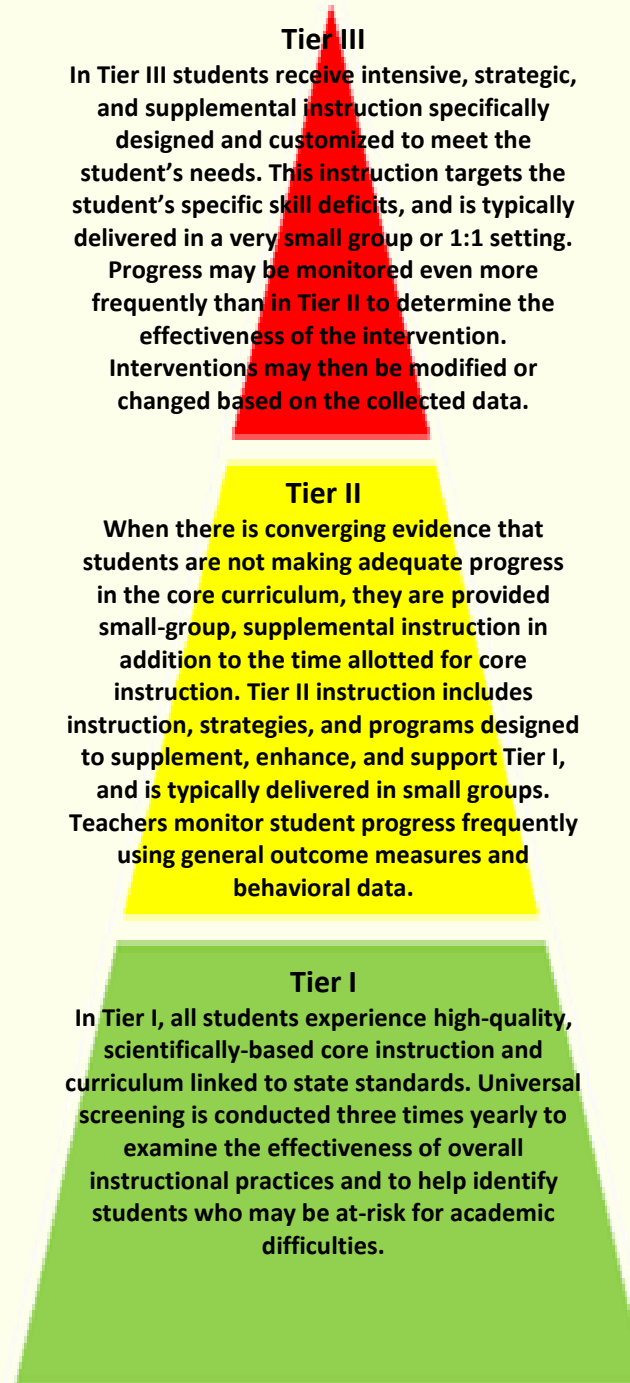 Tier III
In Tier III students receive intensive, strategic,
and supplemental instruction specifically
designed and customized to meet the
student’s needs. This instruction targets the
student’s specific skill deficits, and is typically
delivered in a very small group or 1:1 setting.
Progress may be monitored even more
frequently than in Tier II to determine the
effectiveness of the intervention.
Interventions may then be modified or
changed based on the collected data.
Tier II
When there is converging evidence that
students are not making adequate progress
in the core curriculum, they are provided
small-group, supplemental instruction in
addition to the time allotted for core
instruction. Tier II instruction includes
instruction, strategies, and programs designed
to supplement, enhance, and support Tier I,
and is typically delivered in small groups.
Teachers monitor student progress frequently
using general outcome measures and
behavioral data.
Tier I
In Tier I, all students experience high-quality,
scientifically-based core instruction and
curriculum linked to state standards. Universal
screening is conducted three times yearly to
examine the effectiveness of overall
instructional practices and to help identify
students who may be at-risk for academic
difficulties.